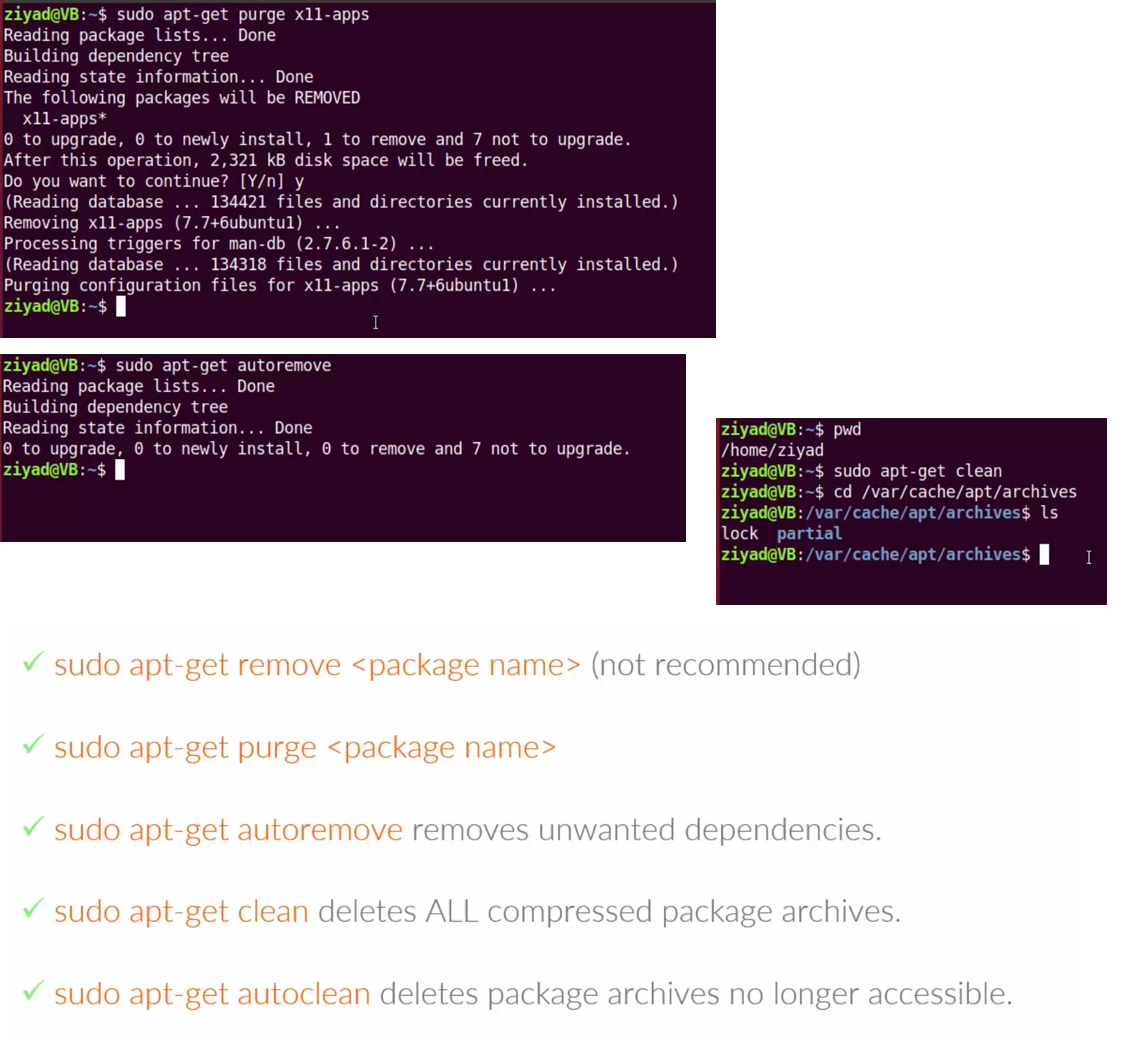 ziyad@VB:~$ sudo apt-get purge x11-apps
Reading package lists... Done
Building dependency tree
Reading state information... Done
The following packages will be REMOVED
  x11-apps*
0 to upgrade, 0 to newly install, 1 to remove and 7 not to upgrade.
After this operation, 2,321 kB disk space will be freed.
Do you want to continue? [Y/n] y
(Reading database ... 134421 files and directories currently installed.)
Removing x11-apps (7.7+6ubuntu1) ...
Processing triggers for man-db (2.7.6.1-2) ...
(Reading database ... 134318 files and directories currently installed.)
Purging configuration files for x11-apps (7.7+6ubuntu1) ...
ziyad@VB:~$
ziyad@VB:~$ sudo apt-get autoremove
Reading package lists... Done
Building dependency tree
Reading state information... Done
0 to upgrade, 0 to newly install, 0 to remove and 7 not to upgrade.
ziyad@VB:~$
ziyad@VB:~$ pwd
/home/ziyad
ziyad@VB:~$ sudo apt-get clean
ziyad@VB:~$ cd /var/cache/apt/archives
ziyad@VB:/var/cache/apt/archives$ ls
lock  partial
ziyad@VB:/var/cache/apt/archives$
✓ sudo apt-get remove <package name> (not recommended)
✓ sudo apt-get purge <package name>
✓ sudo apt-get autoremove removes unwanted dependencies.
✓ sudo apt-get clean deletes ALL compressed package archives.
✓ sudo apt-get autoclean deletes package archives no longer accessible.